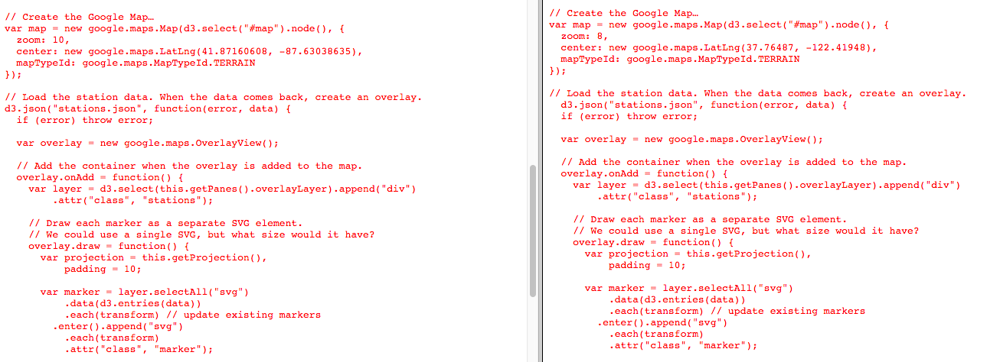 // Create the Google Map…
var map = new google.maps.Map(d3.select("#map").node(), {
  zoom: 10,
  center: new google.maps.LatLng(41.87160608, -87.63038635),
  mapTypeId: google.maps.MapTypeId.TERRAIN
});

// Load the station data. When the data comes back, create an overlay.
d3.json("stations.json", function(error, data) {
  if (error) throw error;

  var overlay = new google.maps.OverlayView();

  // Add the container when the overlay is added to the map.
  overlay.onAdd = function() {
    var layer = d3.select(this.getPanes().overlayLayer).append("div")
        .attr("class", "stations");

    // Draw each marker as a separate SVG element.
    // We could use a single SVG, but what size would it have?
    overlay.draw = function() {
      var projection = this.getProjection(),
          padding = 10;

      var marker = layer.selectAll("svg")
          .data(d3.entries(data))
          .each(transform) // update existing markers
        .enter().append("svg")
          .each(transform)
          .attr("class", "marker");

// Create the Google Map…
var map = new google.maps.Map(d3.select("#map").node(), {
  zoom: 8,
  center: new google.maps.LatLng(37.76487, -122.41948),
  mapTypeId: google.maps.MapTypeId.TERRAIN
});

// Load the station data. When the data comes back, create an overlay.
  d3.json("stations.json", function(error, data) {
  if (error) throw error;

  var overlay = new google.maps.OverlayView();

  // Add the container when the overlay is added to the map.
  overlay.onAdd = function() {
    var layer = d3.select(this.getPanes().overlayLayer).append("div")
        .attr("class", "stations");

    // Draw each marker as a separate SVG element.
    // We could use a single SVG, but what size would it have?
    overlay.draw = function() {
      var projection = this.getProjection(),
          padding = 10;

      var marker = layer.selectAll("svg")
          .data(d3.entries(data))
          .each(transform) // update existing markers
        .enter().append("svg")
          .each(transform)
          .attr("class", "marker");